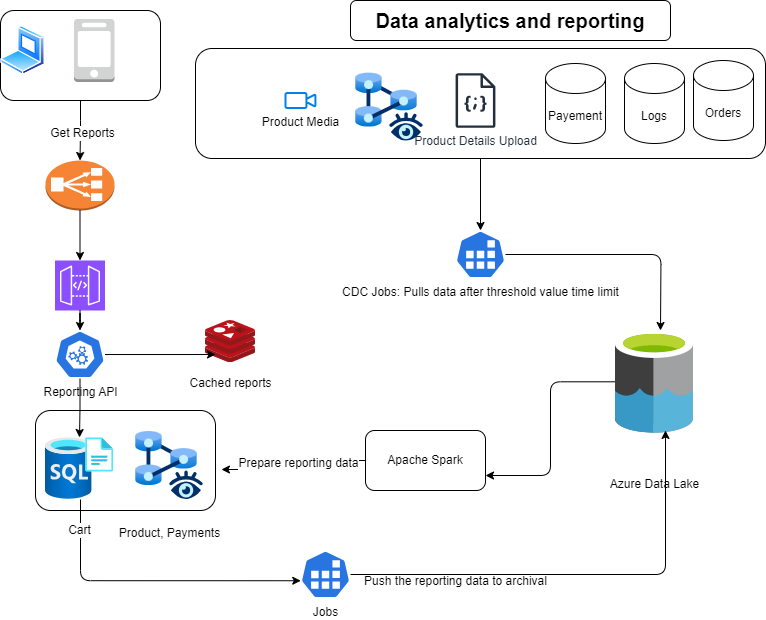 Data analytics and reporting
Get Reports
Product Media
{;}
Product Details Upload
Payement
Logs
Orders
</>
CDC Jobs: Pulls data after threshold value time limit
Reporting API
Cached reports
SQL
Prepare reporting data
Apache Spark
Azure Data Lake
Cart
Product, Payments
Push the reporting data to archival
Jobs